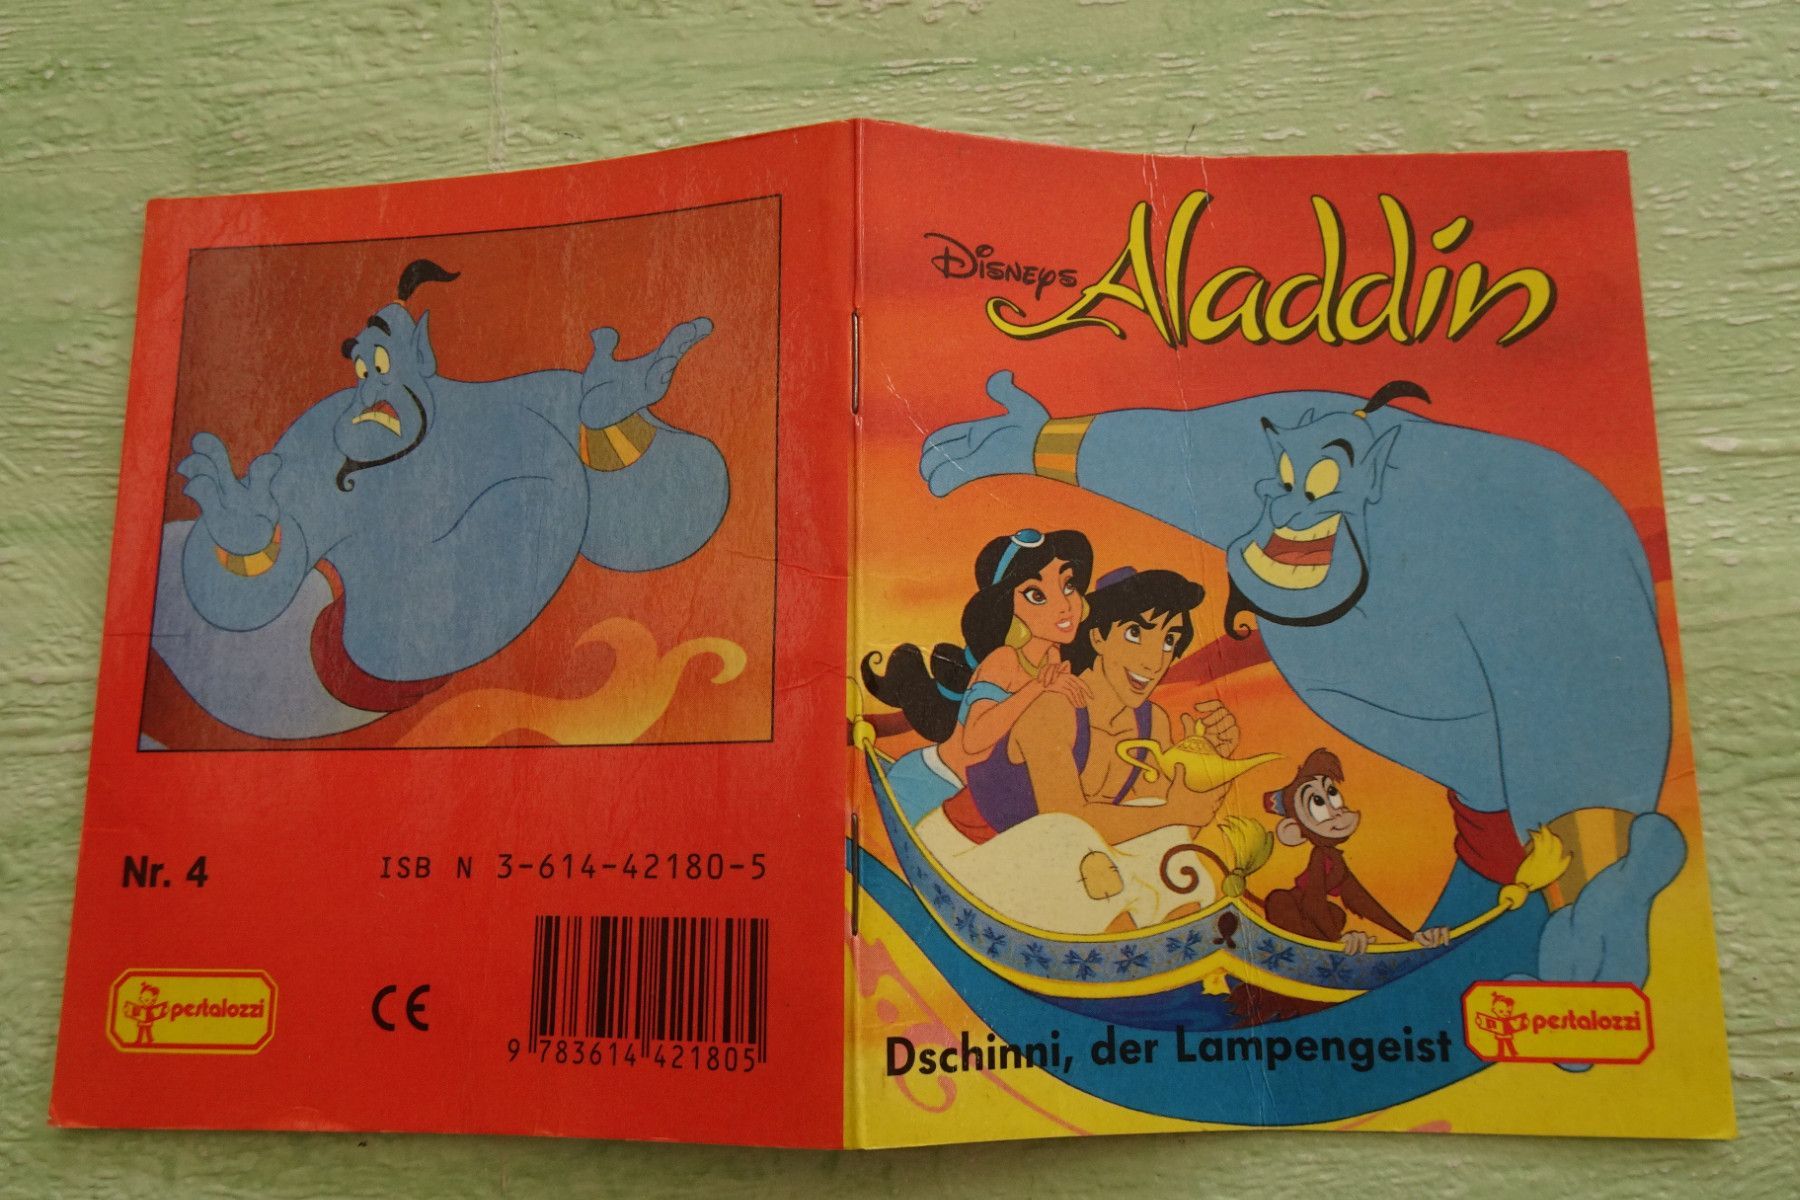 Disneys Aladdin
Dschinni, der Lampengeist
pestalozzi
Nr. 4
ISB N 3-614-42180-5
pestalozzi
CE
9 783614 421805